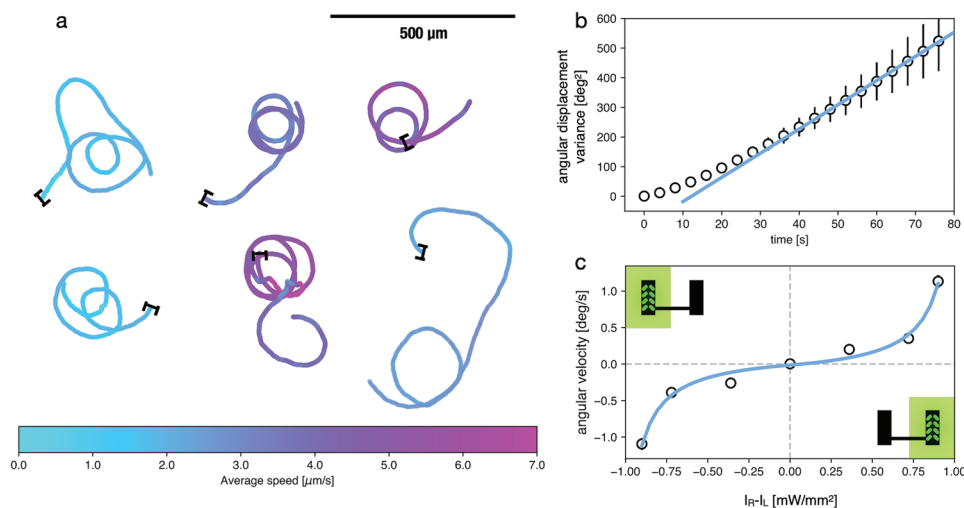 a
500 µm
0.0 1.0 2.0 3.0 4.0 5.0 6.0 7.0
Average speed [µm/s]
b
angular displacement
variance [deg²]
600
500
400
300
200
100
0
0 10 20 30 40 50 60 70 80
time [s]
c
angular velocity [deg/s]
1.0
0.5
0.0
−0.5
−1.0
−1.00 −0.75 −0.50 −0.25 0.00 0.25 0.50 0.75 1.00
I_R-I_L [mW/mm²]